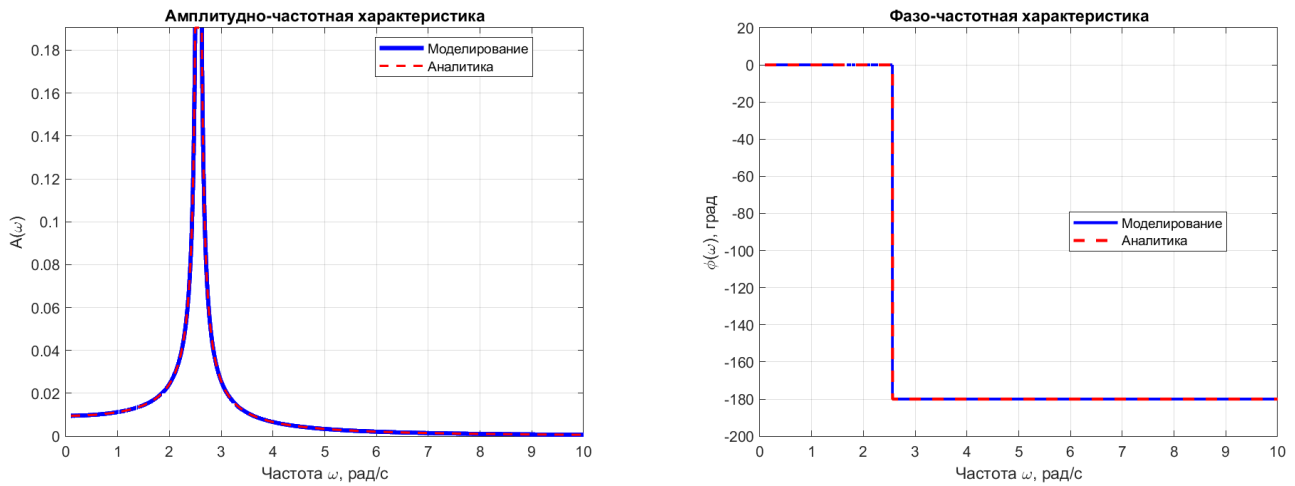 Амплитудно-частотная характеристика
0.18
0.16
0.14
0.12
0.1
0.08
0.06
0.04
0.02
0
A(ω)
Моделирование
Аналитика
0 1 2 3 4 5 6 7 8 9 10
Частота ω, рад/с
Фазо-частотная характеристика
20
0
-20
-40
-60
-80
-100
-120
-140
-160
-180
-200
ϕ(ω), град
Моделирование
Аналитика
0 1 2 3 4 5 6 7 8 9 10
Частота ω, рад/с